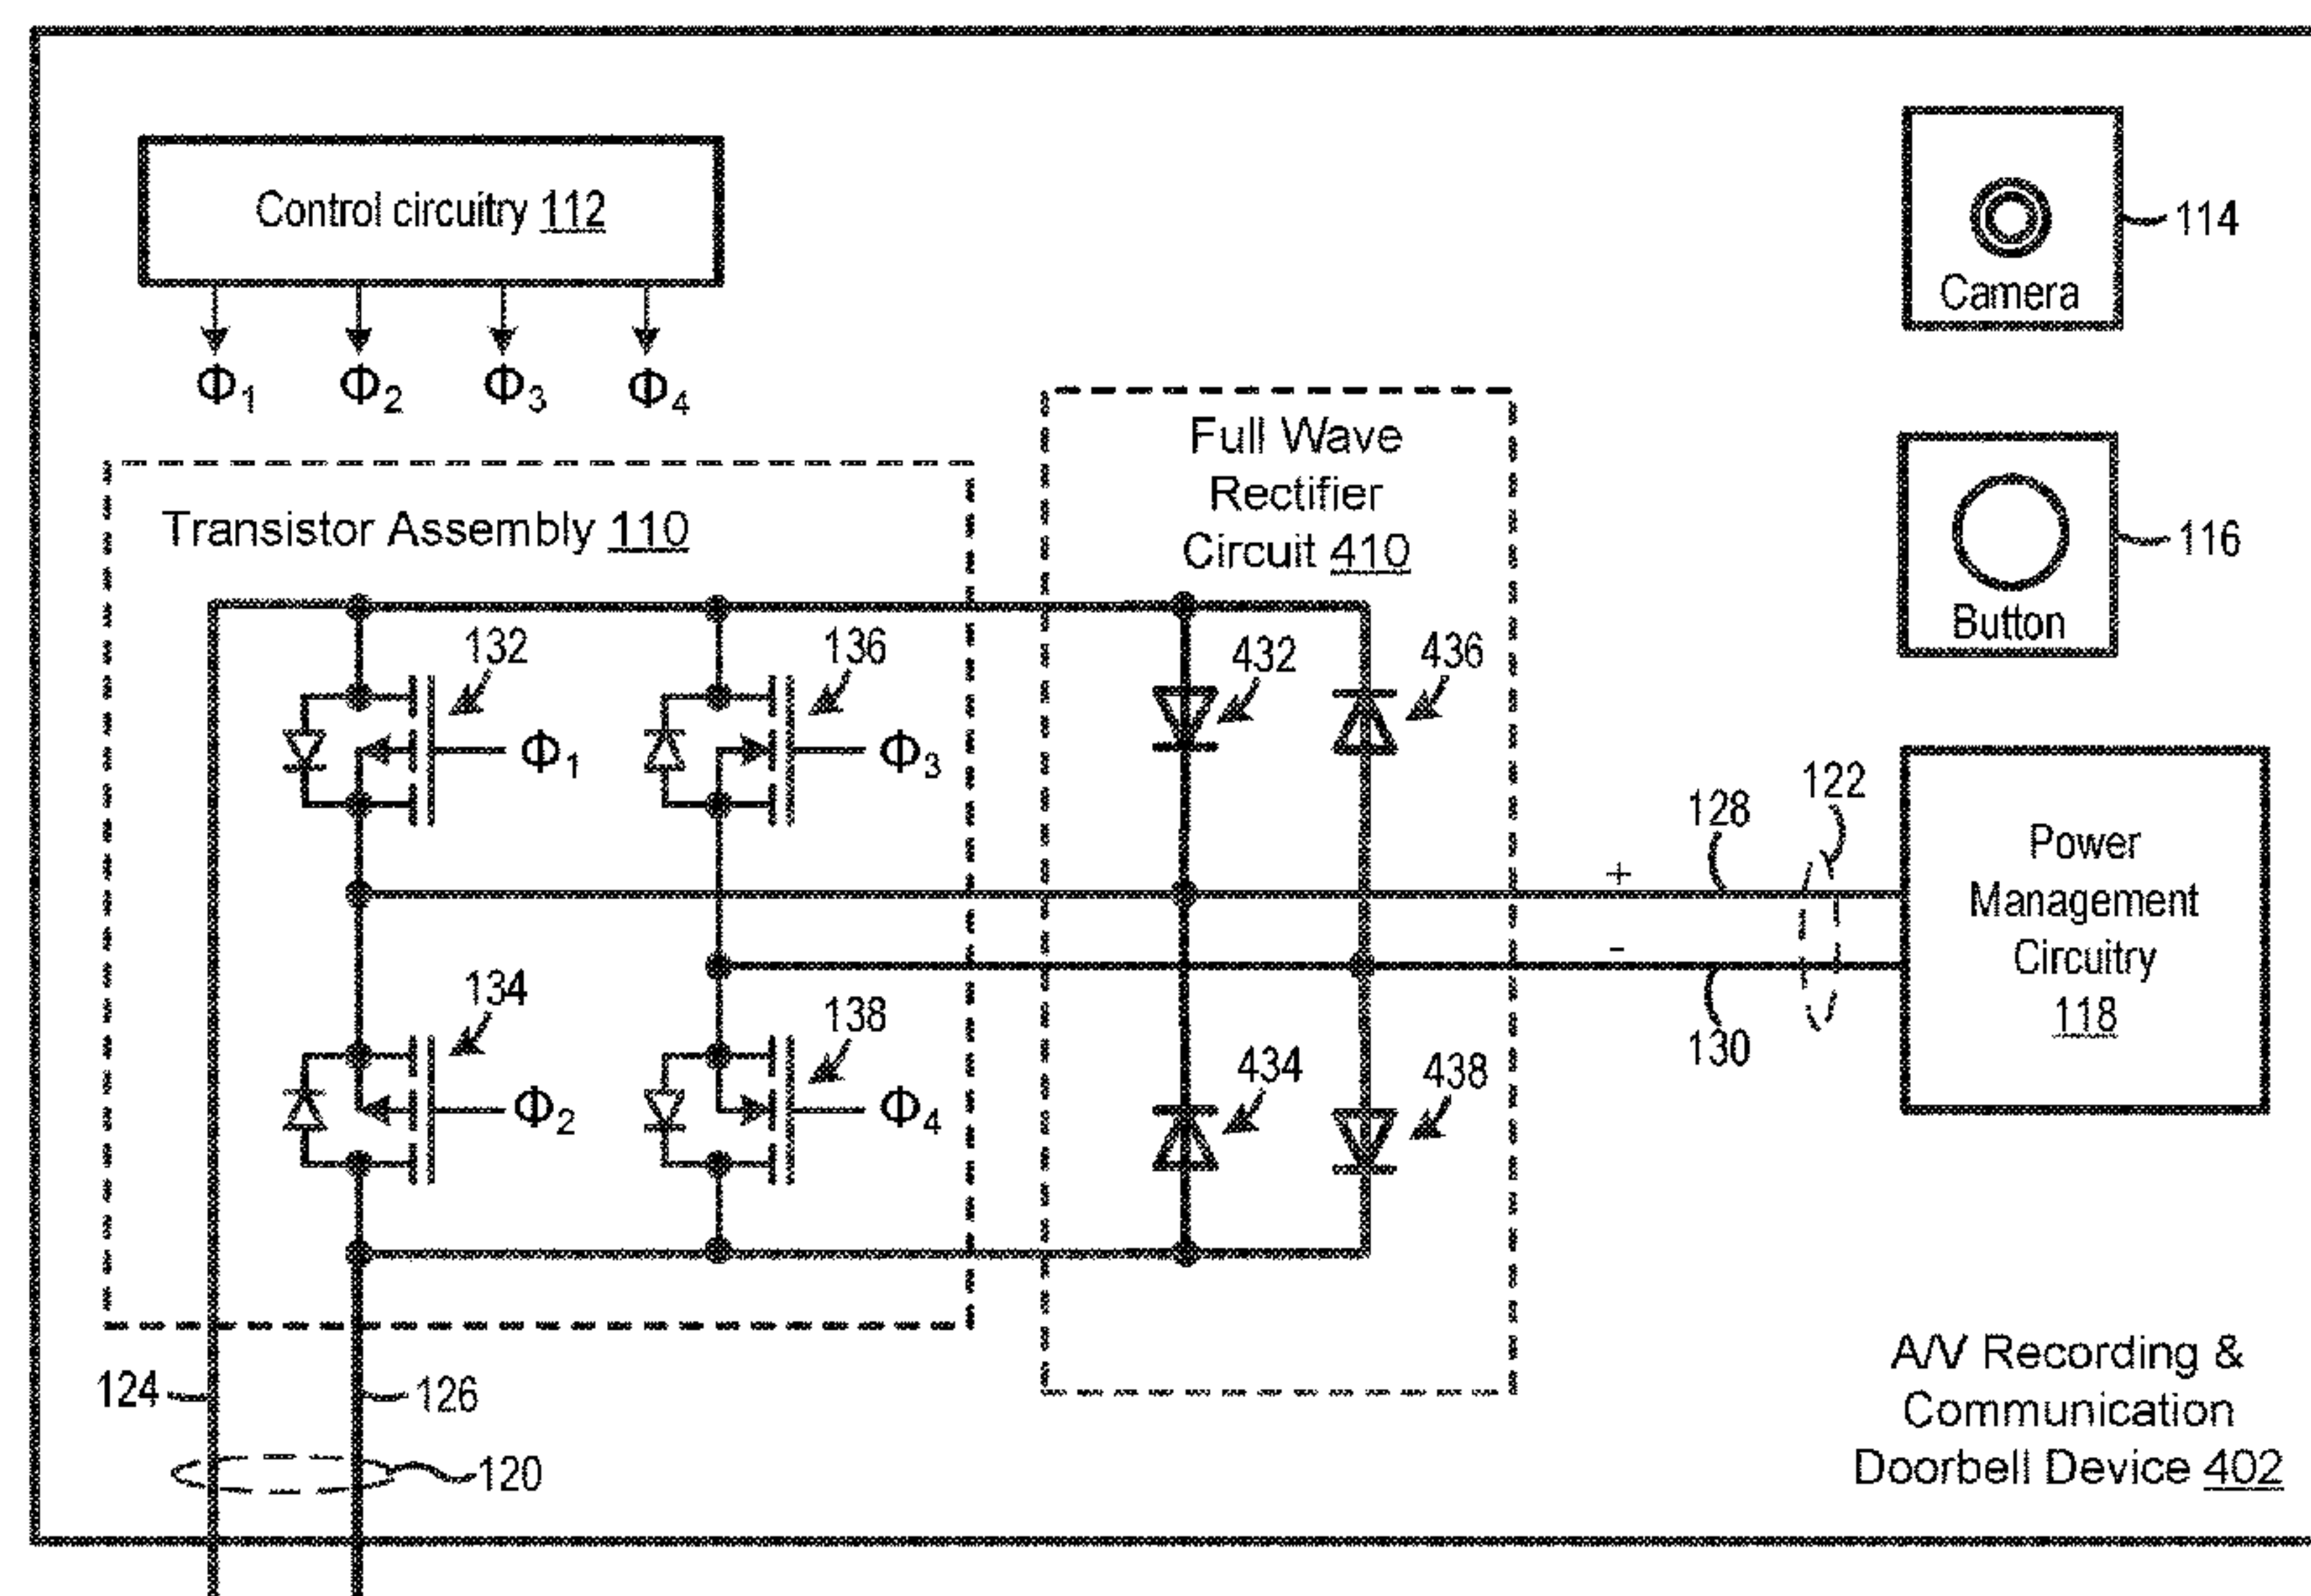 Control circuitry 112
Φ1 Φ2 Φ3 Φ4
Camera
114
Button
116
Transistor Assembly 110
Full Wave
Rectifier
Circuit 410
132
136
432
436
Φ1
Φ3
122
128
+
-
130
Power
Management
Circuitry
118
134
138
434
438
Φ2
Φ4
124
126
120
A/V Recording &
Communication
Doorbell Device 402